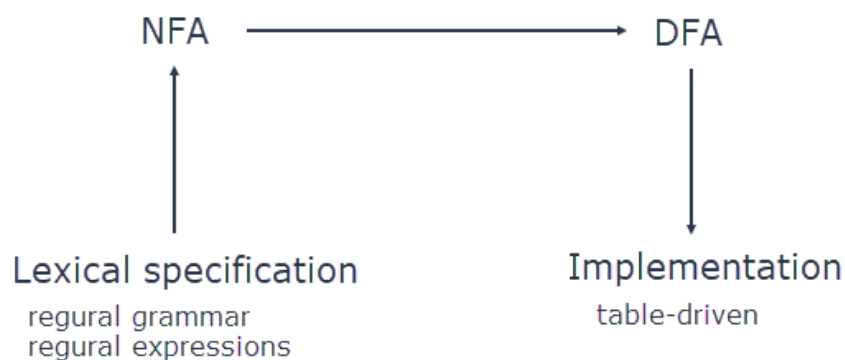 NFA
DFA
Lexical specification
regural grammar
regural expressions
Implementation
table-driven